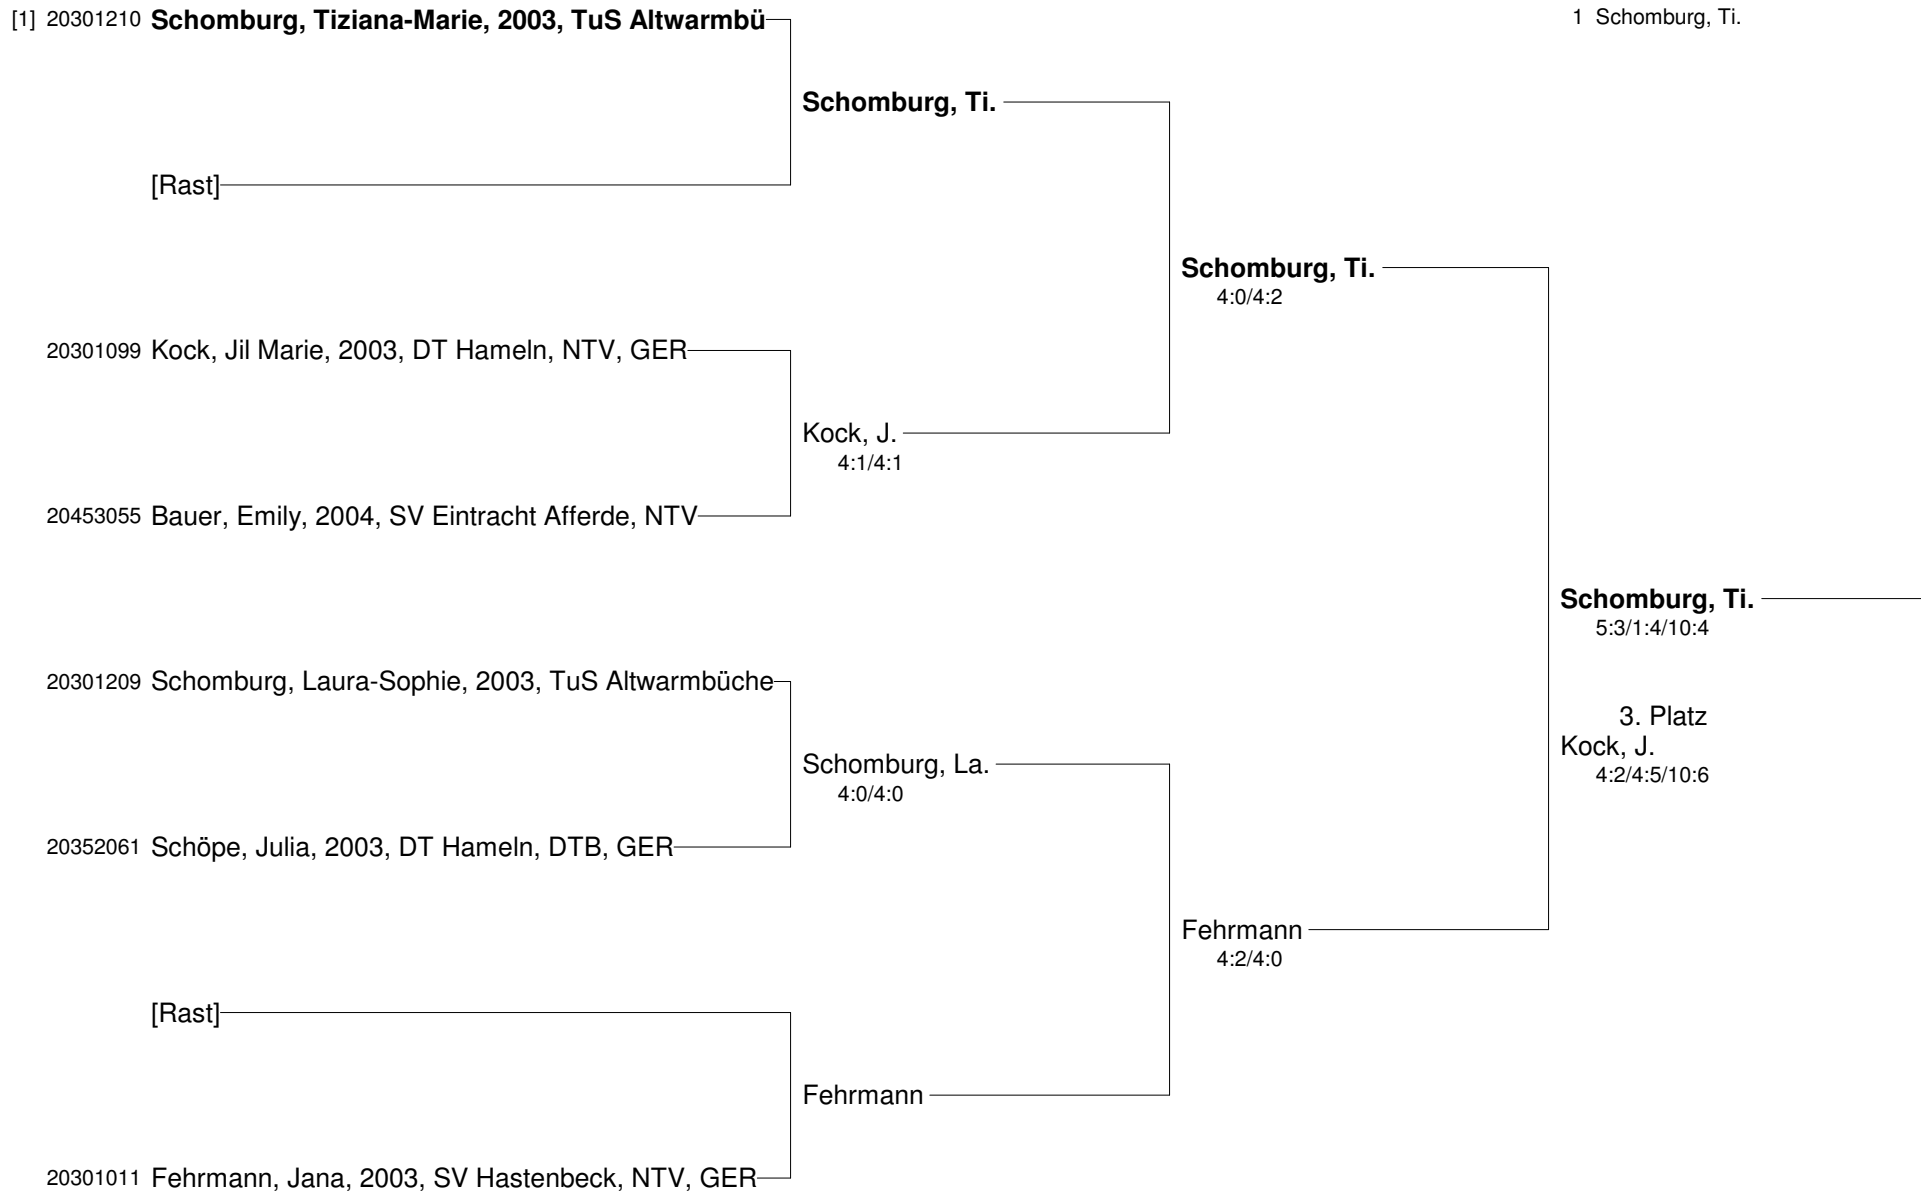 [1] 20301210 Schomburg, Tiziana-Marie, 2003, TuS Altwarmbü
1 Schomburg, Ti.
Schomburg, Ti.
[Rast]
Schomburg, Ti.
4:0/4:2
20301099 Kock, Jil Marie, 2003, DT Hameln, NTV, GER
Kock, J.
4:1/4:1
20453055 Bauer, Emily, 2004, SV Eintracht Afferde, NTV
Schomburg, Ti.
5:3/1:4/10:4
20301209 Schomburg, Laura-Sophie, 2003, TuS Altwarmbüche
3. Platz
Kock, J.
4:2/4:5/10:6
Schomburg, La.
4:0/4:0
20352061 Schöpe, Julia, 2003, DT Hameln, DTB, GER
Fehrmann
4:2/4:0
[Rast]
Fehrmann
20301011 Fehrmann, Jana, 2003, SV Hastenbeck, NTV, GER